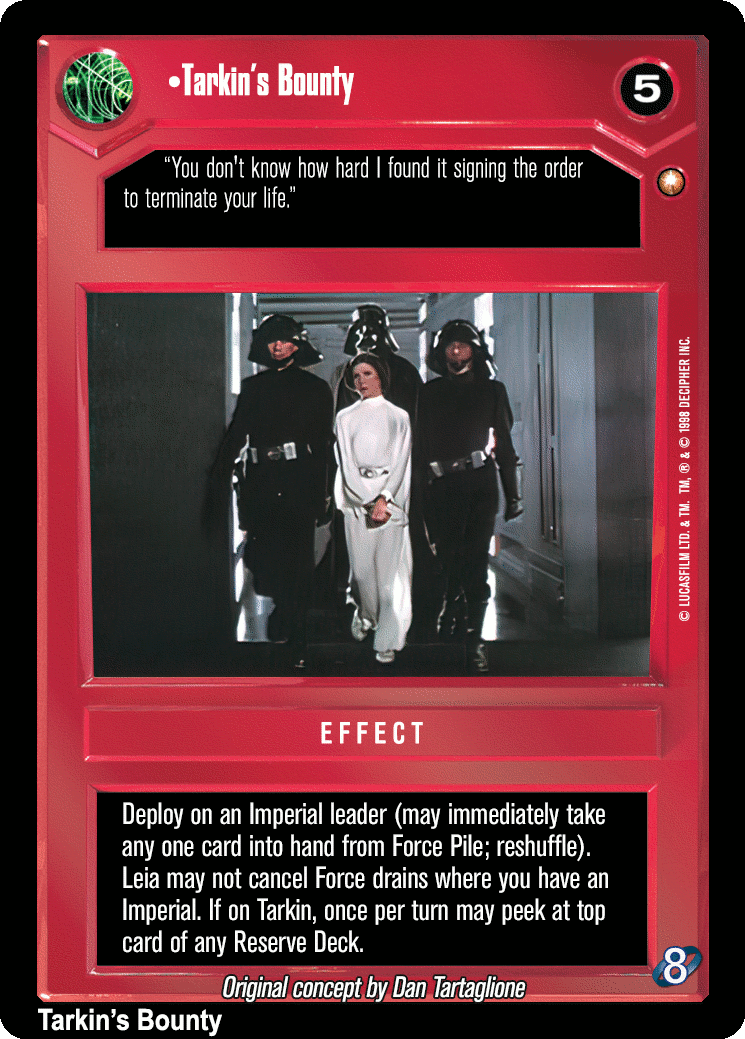 •Tarkin's Bounty
5
“You don't know how hard I found it signing the order
to terminate your life.”
© LUCASFILM LTD. & TM. TM, ® & © 1998 DECIPHER INC.
EFFECT
Deploy on an Imperial leader (may immediately take
any one card into hand from Force Pile; reshuffle).
Leia may not cancel Force drains where you have an
Imperial. If on Tarkin, once per turn may peek at top
card of any Reserve Deck.
8
Original concept by Dan Tartaglione
Tarkin’s Bounty